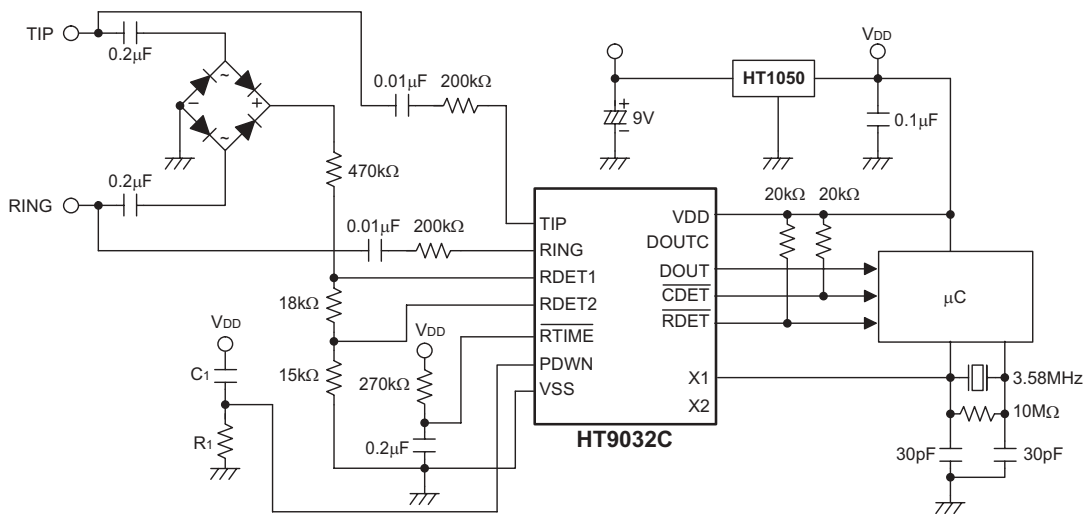 TIP
0.2μF
~
−
+
~
0.2μF
RING
0.01μF
200kΩ
470kΩ
0.01μF
200kΩ
18kΩ
15kΩ
VDD
C1
R1
VDD
270kΩ
0.2μF
9V
+
−
HT1050
VDD
0.1μF
20kΩ
20kΩ
TIP
RING
RDET1
RDET2
RTIME
PDWN
VSS
VDD
DOUTC
DOUT
CDET
RDET
X1
X2
HT9032C
μC
3.58MHz
10MΩ
30pF
30pF